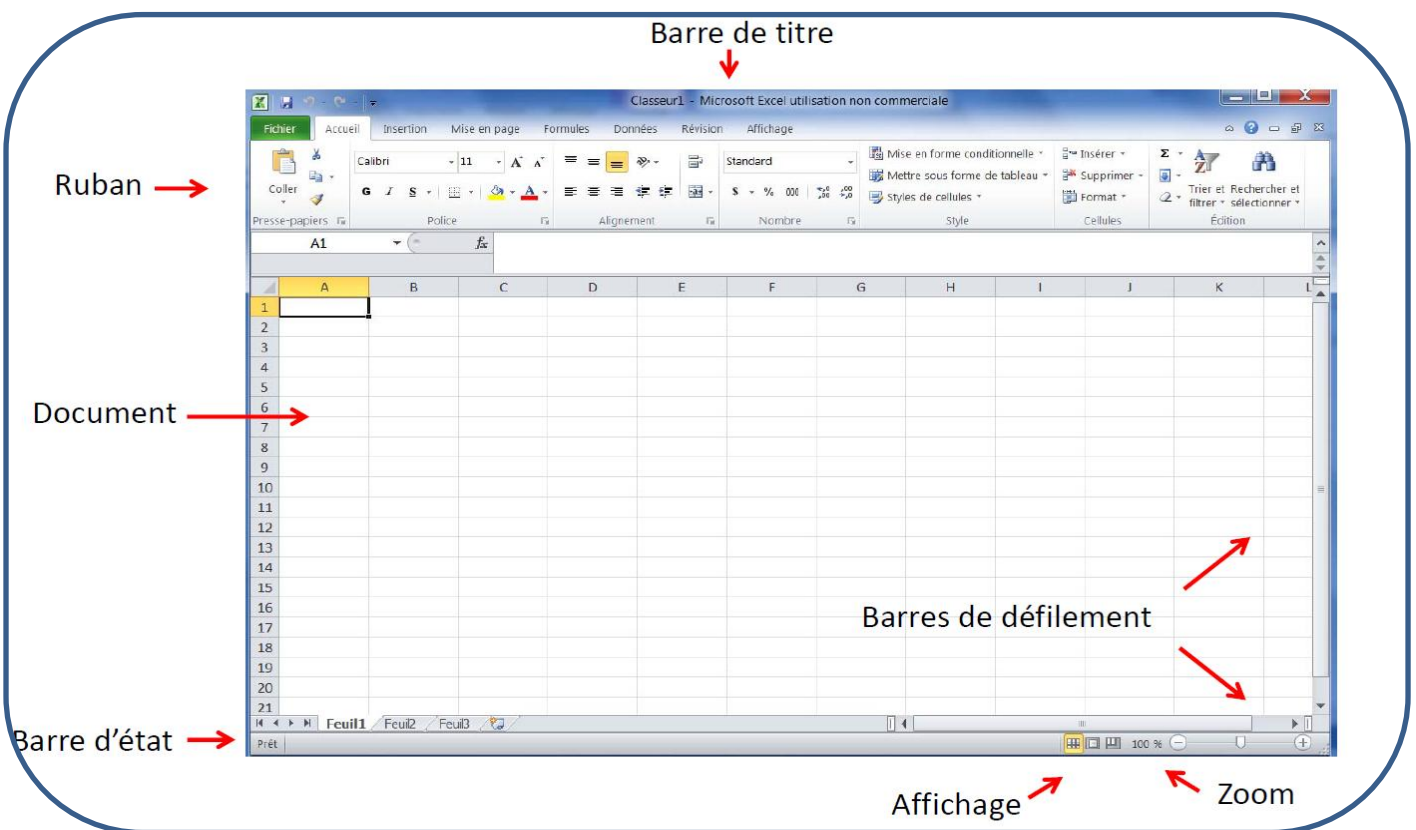 Barre de titre
Classeur1 - Microsoft Excel utilisation non commerciale
Fichier Accueil Insertion Mise en page Formules Données Révision Affichage
Ruban
Coller
Calibri 11 A A
Standard
G I S A
$ % 000
Mise en forme conditionnelle
Mettre sous forme de tableau
Styles de cellules
Insérer
Supprimer
Format
Σ
Trier et filtrer
Rechercher et sélectionner
Presse-papiers Police Alignement Nombre Style Cellules Édition
A1 fx
A B C D E F G H I J K L
1
2
3
4
5
6
Document
7
8
9
10
11
12
13
14
15
16
Barres de défilement
17
18
19
20
21
Feuil1 Feuil2 Feuil3
Barre d’état
Prêt 100 %
Affichage
Zoom